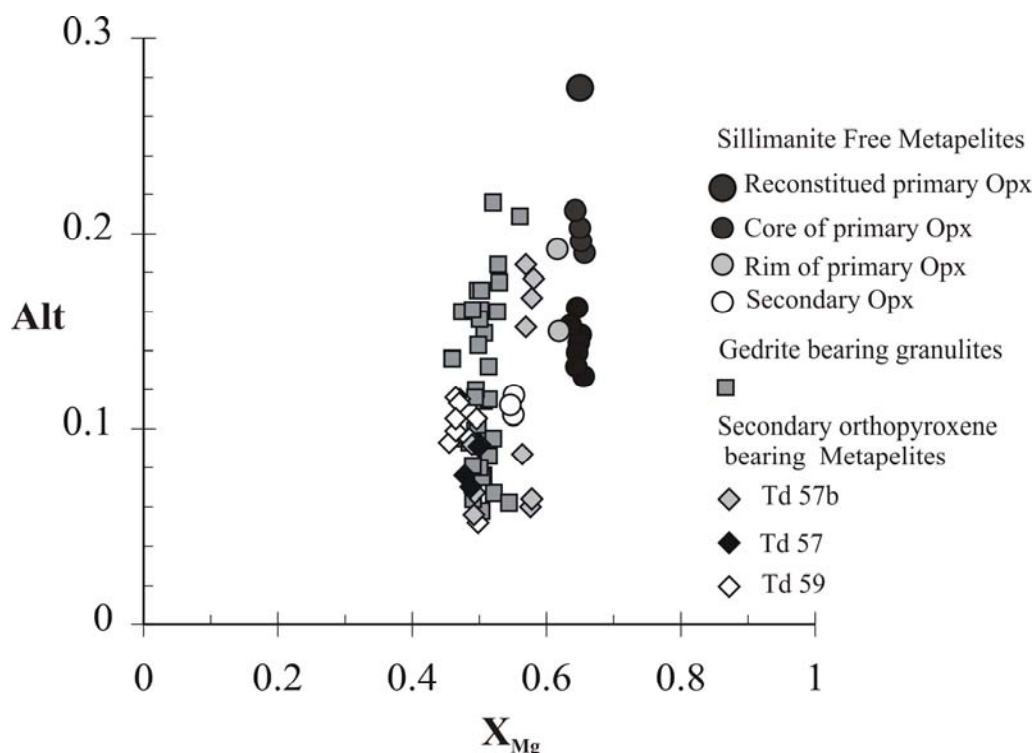 0.3
0.2
Alt
0.1
0
0
0.2
0.4
0.6
0.8
1
X Mg
Sillimanite Free Metapelites
Reconstitued primary Opx
Core of primary Opx
Rim of primary Opx
Secondary Opx
Gedrite bearing granulites
Secondary orthopyroxene
bearing Metapelites
Td 57b
Td 57
Td 59